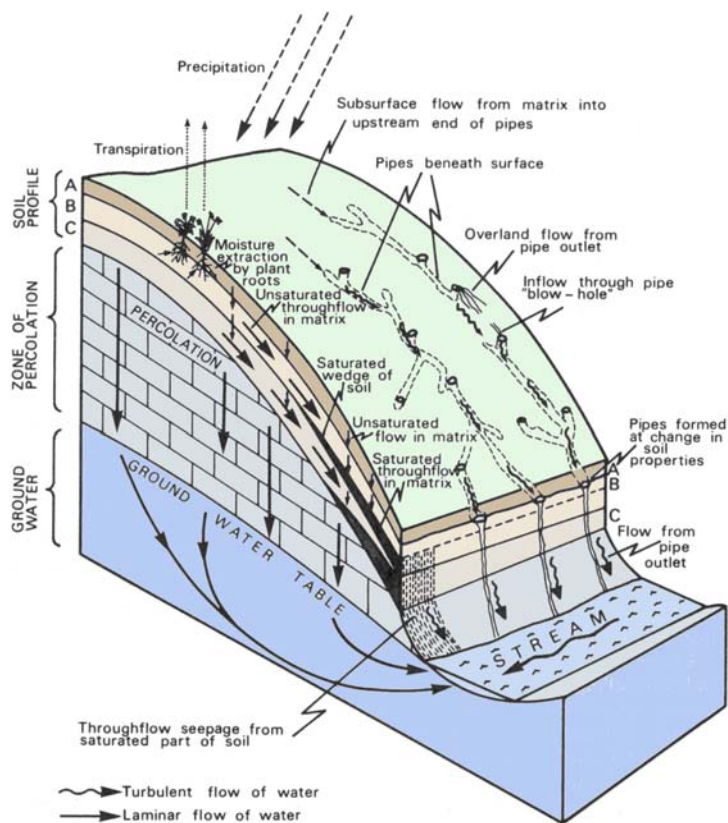 Precipitation
Subsurface flow from matrix into
upstream end of pipes
Transpiration
Pipes beneath surface
SOIL
PROFILE
A
B
C
Overland flow from
pipe outlet
Moisture
extraction
by plant
roots
Inflow through pipe
"blow-hole"
Unsaturated
throughflow
in matrix
ZONE OF
PERCOLATION
PERCOLATION
Saturated
wedge of
soil
Unsaturated
flow in matrix
Pipes formed
at change in
soil
properties
Saturated
throughflow
in matrix
A
B
C
GROUND
WATER
GROUND WATER TABLE
Flow from
pipe
outlet
STREAM
Throughflow seepage from
saturated part of soil
Turbulent flow of water
Laminar flow of water